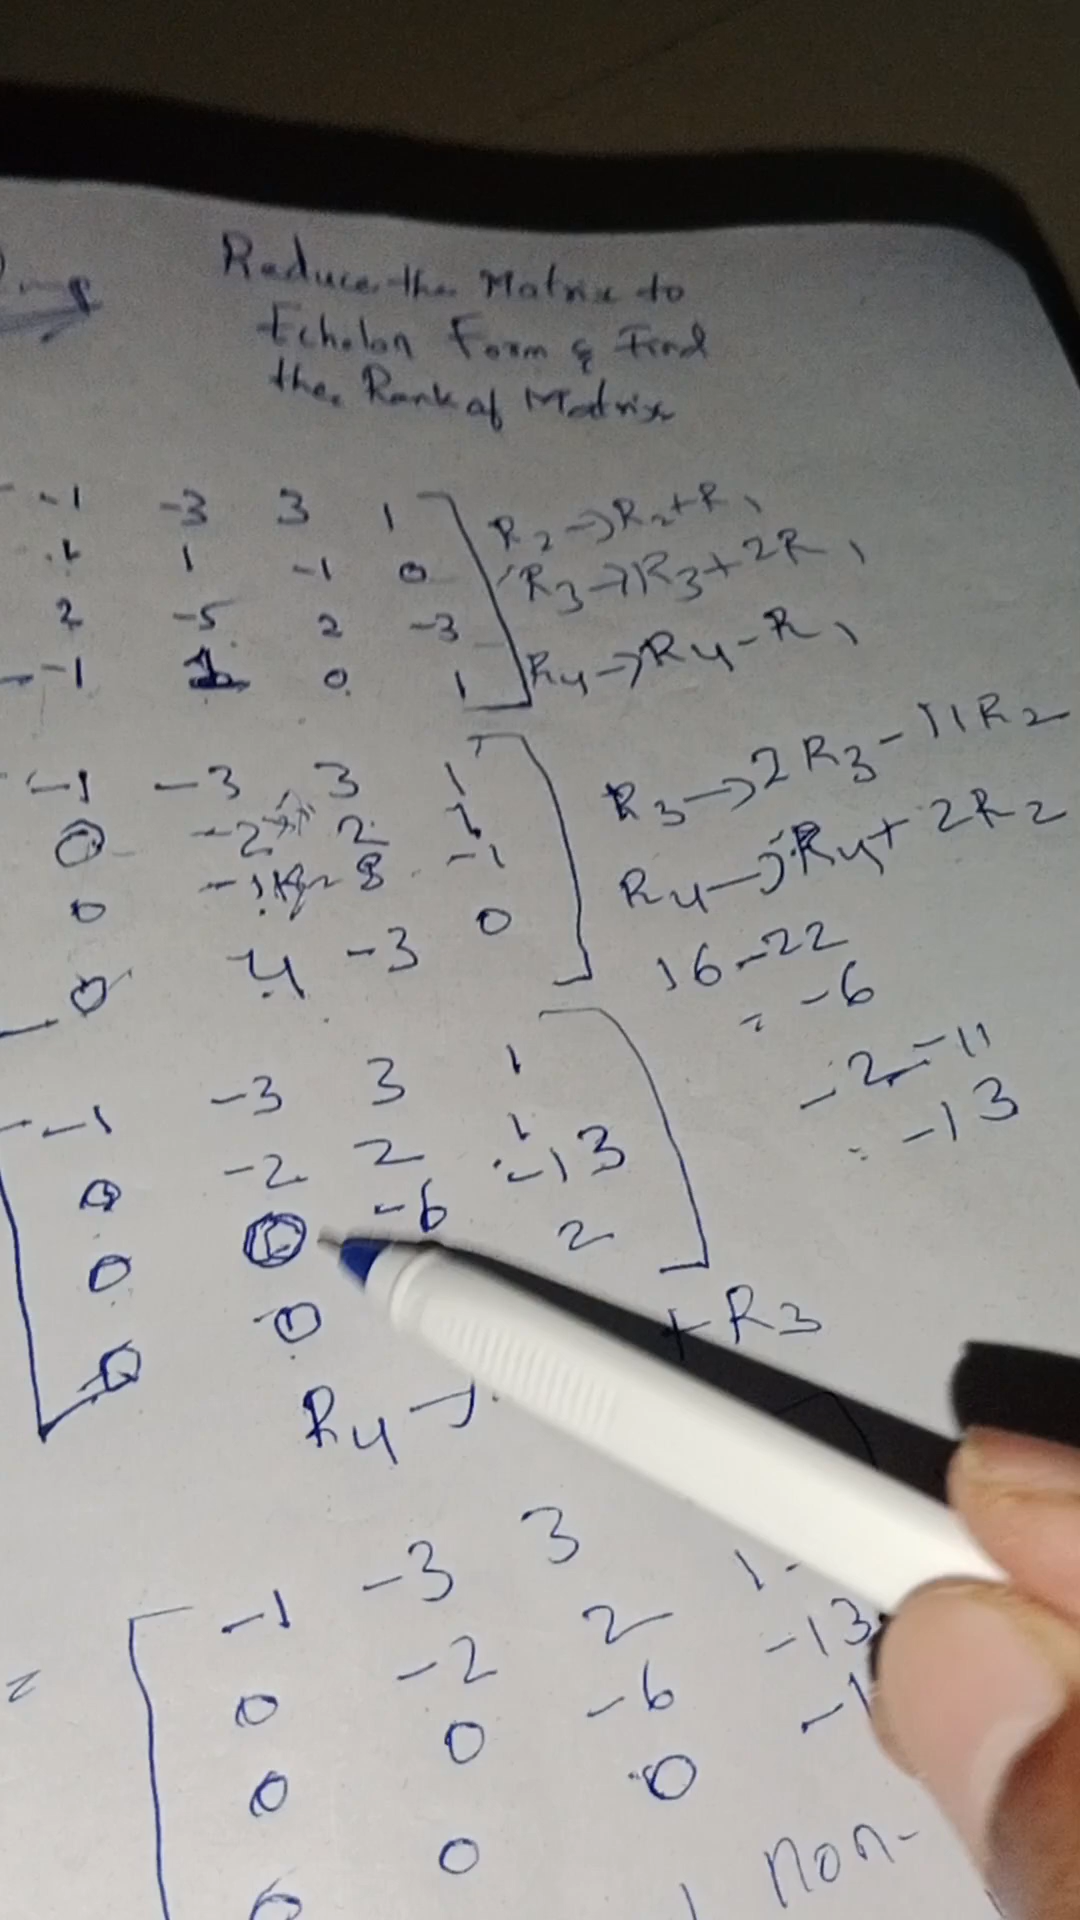 Reduce the Matrix to
Echelon Form & Find
the Rank of Matrix
-1 -3 3 1 R2→R2+R1
1 1 -1 0 R3→R3+2R1
2 -5 2 -3
-1 1 0 1 R4→R4-R1
-1 -3 3 1 R3→2R3-11R2
0 -2 2 1 R4→R4+2R2
0 -11 8 -1
0 4 -3 0
16-22
= -6
-2-11
= -13
-1 -3 3 1
0 -2 2 1
0 0 -6 -13
0 0 2
R4→ +R3
= -1 -3 3 1
0 -2 2
0 0 -6 -13
0 0 -1
non-